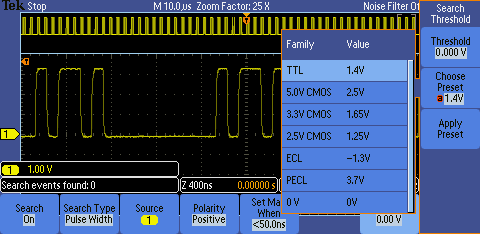 Tek Stop M 10.0µs Zoom Factor: 25 X Noise Filter Of
Search
Threshold
Threshold
0.000 V
Choose
Preset
a 1.4V
Apply
Preset
Family Value
TTL 1.4V
5.0V CMOS 2.5V
3.3V CMOS 1.65V
2.5V CMOS 1.25V
ECL −1.3V
PECL 3.7V
0 V 0V
T
T
1
1 1.00 V
Search events found: 0
Z 400ns 0.00000 s
Search
On
Search Type
Pulse Width
Source
1
Polarity
Positive
Set Ma
When
<50.0ns
0.00 V